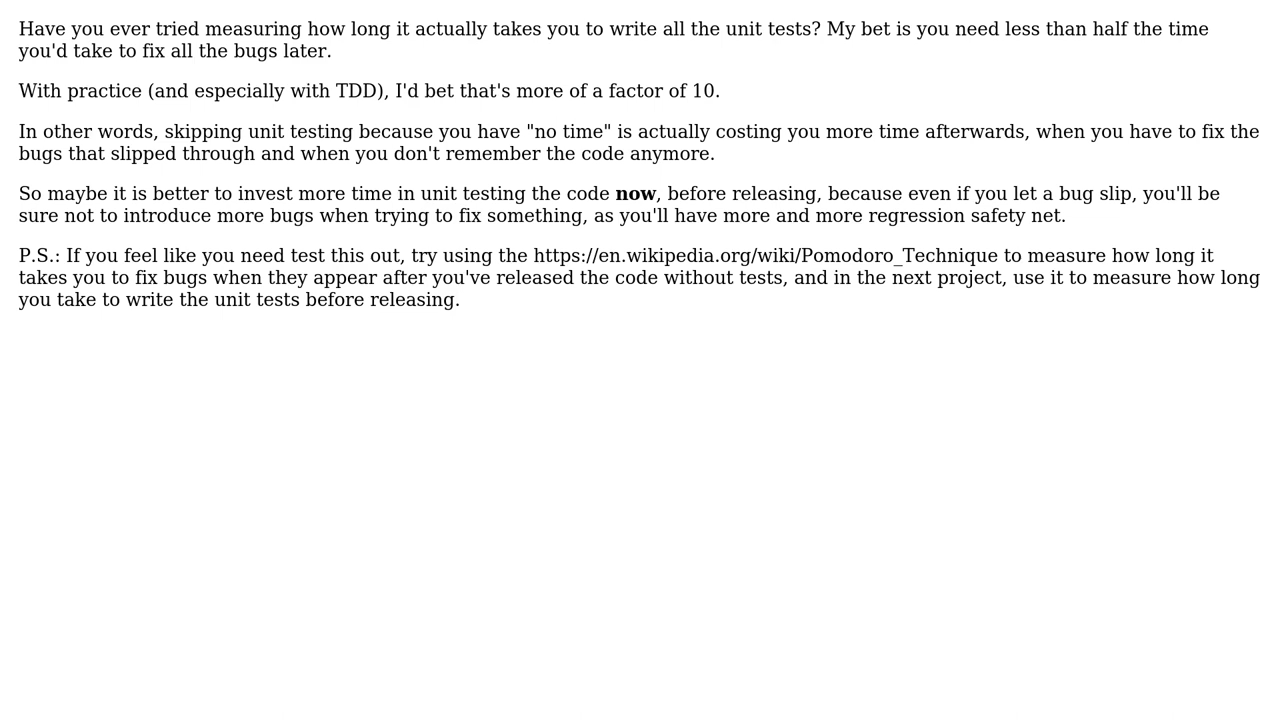 Have you ever tried measuring how long it actually takes you to write all the unit tests? My bet is you need less than half the time
you'd take to fix all the bugs later.
With practice (and especially with TDD), I'd bet that's more of a factor of 10.
In other words, skipping unit testing because you have "no time" is actually costing you more time afterwards, when you have to fix the
bugs that slipped through and when you don't remember the code anymore.
So maybe it is better to invest more time in unit testing the code now, before releasing, because even if you let a bug slip, you'll be
sure not to introduce more bugs when trying to fix something, as you'll have more and more regression safety net.
P.S.: If you feel like you need test this out, try using the https://en.wikipedia.org/wiki/Pomodoro_Technique to measure how long it
takes you to fix bugs when they appear after you've released the code without tests, and in the next project, use it to measure how long
you take to write the unit tests before releasing.